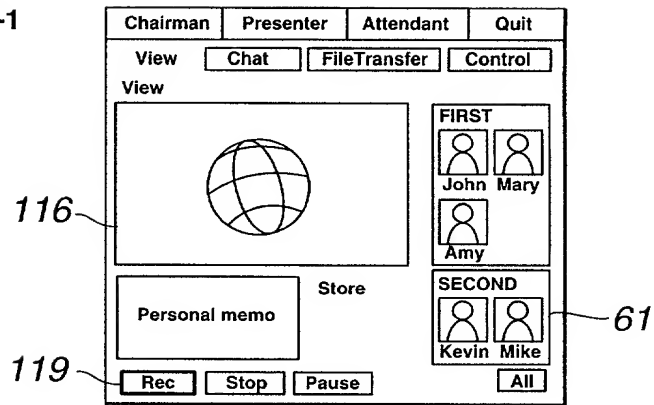 -1
Chairman Presenter Attendant Quit
View Chat FileTransfer Control
View
FIRST
John Mary
Amy
116
Personal memo
Store
SECOND
Kevin Mike
61
119
Rec Stop Pause All